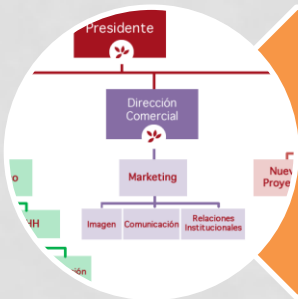 Presidente
Dirección
Comercial
Marketing
Imagen
Comunicación
Relaciones
Institucionales